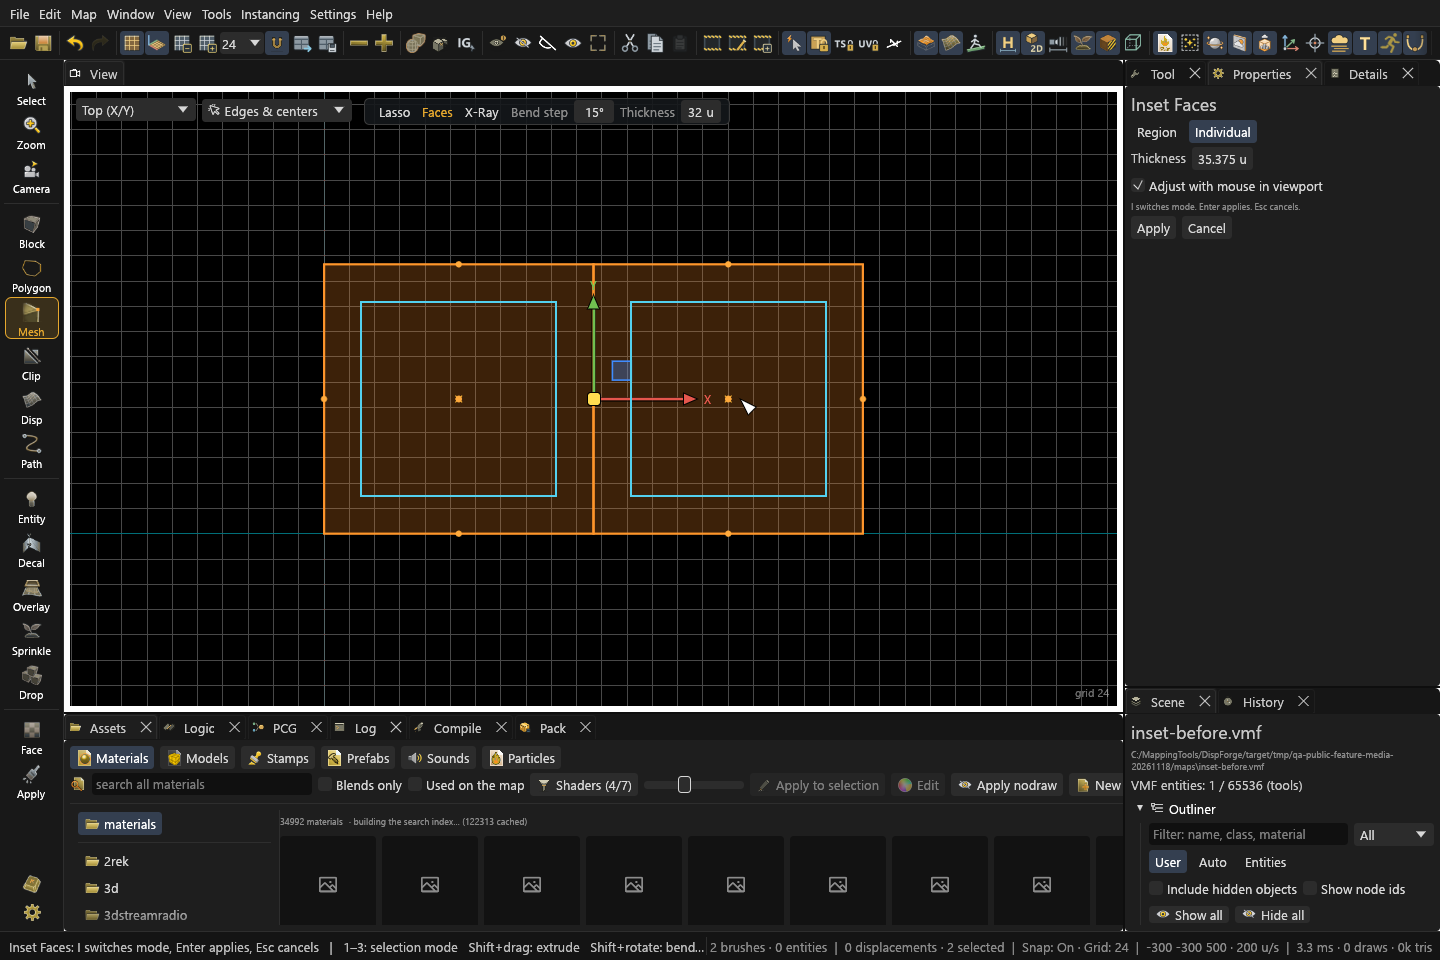 File Edit Map Window View Tools Instancing Settings Help
24 IG. TS UV 2D
View
Tool Properties Details
Select
Zoom
Camera
Block
Polygon
Mesh
Clip
Disp
Path
Entity
Decal
Overlay
Sprinkle
Drop
Face
Apply
Top (X/Y) Edges & centers Lasso Faces X-Ray Bend step 15° Thickness 32 u
X
grid 24
Inset Faces
Region Individual
Thickness 35.375 u
Adjust with mouse in viewport
I switches mode. Enter applies. Esc cancels.
Apply Cancel
Assets Logic PCG Log Compile Pack
Materials Models Stamps Prefabs Sounds Particles
search all materials Blends only Used on the map Shaders (4/7) Apply to selection Edit Apply nodraw New
materials
2rek
3d
3dstreamradio
34992 materials · building the search index... (122313 cached)
Scene History
inset-before.vmf
C:/MappingTools/DispForge/target/tmp/qa-public-feature-media-
20261118/maps\inset-before.vmf
VMF entities: 1 / 65536 (tools)
Outliner
Filter: name, class, material All
User Auto Entities
Include hidden objects Show node ids
Show all Hide all
Inset Faces: I switches mode, Enter applies, Esc cancels | 1–3: selection mode Shift+drag: extrude Shift+rotate: bend... 2 brushes · 0 entities | 0 displacements · 2 selected | Snap: On · Grid: 24 | -300 -300 500 · 200 u/s | 3.3 ms · 0 draws · 0k tris